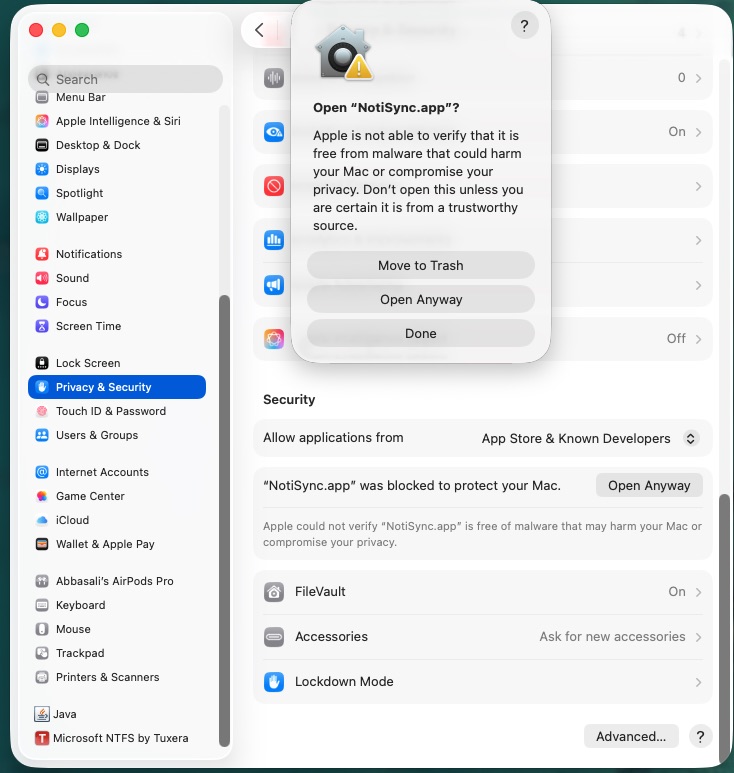 Search
Menu Bar
Apple Intelligence & Siri
Desktop & Dock
Displays
Spotlight
Wallpaper
Notifications
Sound
Focus
Screen Time
Lock Screen
Privacy & Security
Touch ID & Password
Users & Groups
Internet Accounts
Game Center
iCloud
Wallet & Apple Pay
Abbasali's AirPods Pro
Keyboard
Mouse
Trackpad
Printers & Scanners
Java
Microsoft NTFS by Tuxera
?
Open “NotiSync.app”?
Apple is not able to verify that it is
free from malware that could harm
your Mac or compromise your
privacy. Don’t open this unless you
are certain it is from a trustworthy
source.
Move to Trash
Open Anyway
Done
0
On
Off
Security
Allow applications from App Store & Known Developers
“NotiSync.app” was blocked to protect your Mac. Open Anyway
Apple could not verify “NotiSync.app” is free of malware that may harm your Mac or
compromise your privacy.
FileVault On
Accessories Ask for new accessories
Lockdown Mode
Advanced... ?